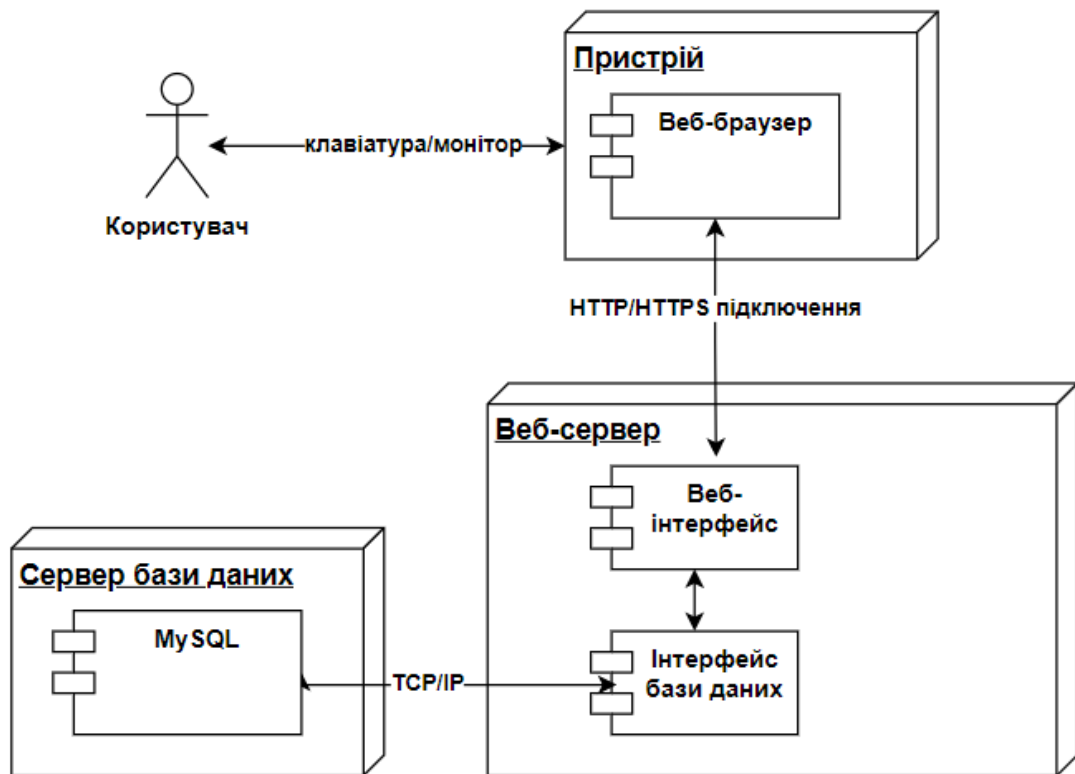 Пристрій
Веб-браузер
клавіатура/монітор
Користувач
HTTP/HTTPS підключення
Веб-сервер
Веб-
інтерфейс
Сервер бази даних
MySQL
TCP/IP
Інтерфейс
бази даних